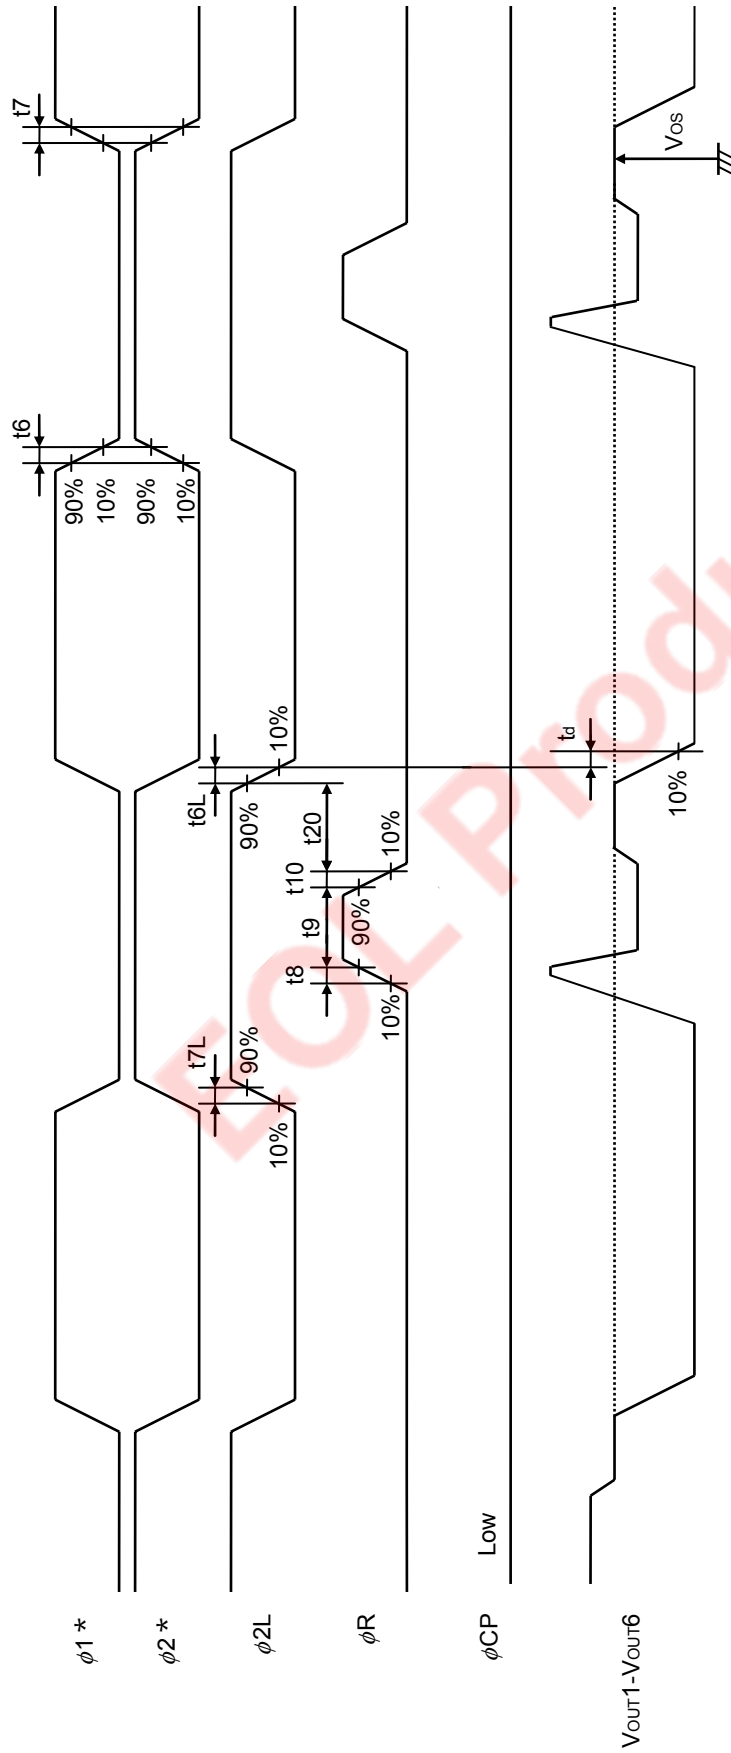 φ1 *
t6
t7
90%
10%
φ2 *
90%
10%
φ2L
t7L
90%
10%
t6L
90%
10%
φR
t8
t9
t10
t20
10%
90%
10%
φCP
Low
VOUT1-VOUT6
td
10%
VOS
EOL Produ